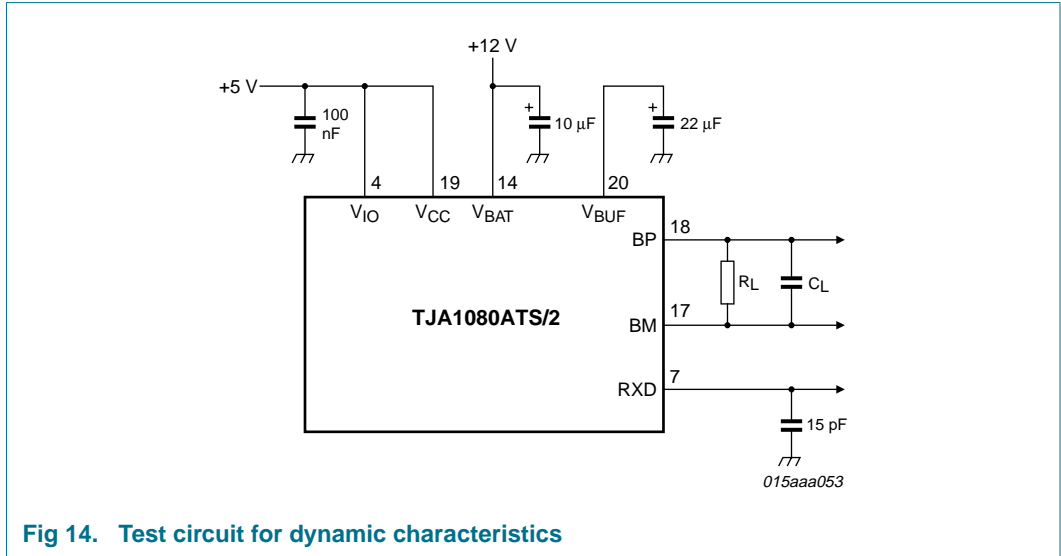 +12 V
+5 V
100
nF
+
10 μF
+
22 μF
4
19
14
20
VIO
VCC
VBAT
VBUF
18
BP
RL
CL
TJA1080ATS/2
17
BM
7
RXD
15 pF
015aaa053
Fig 14. Test circuit for dynamic characteristics